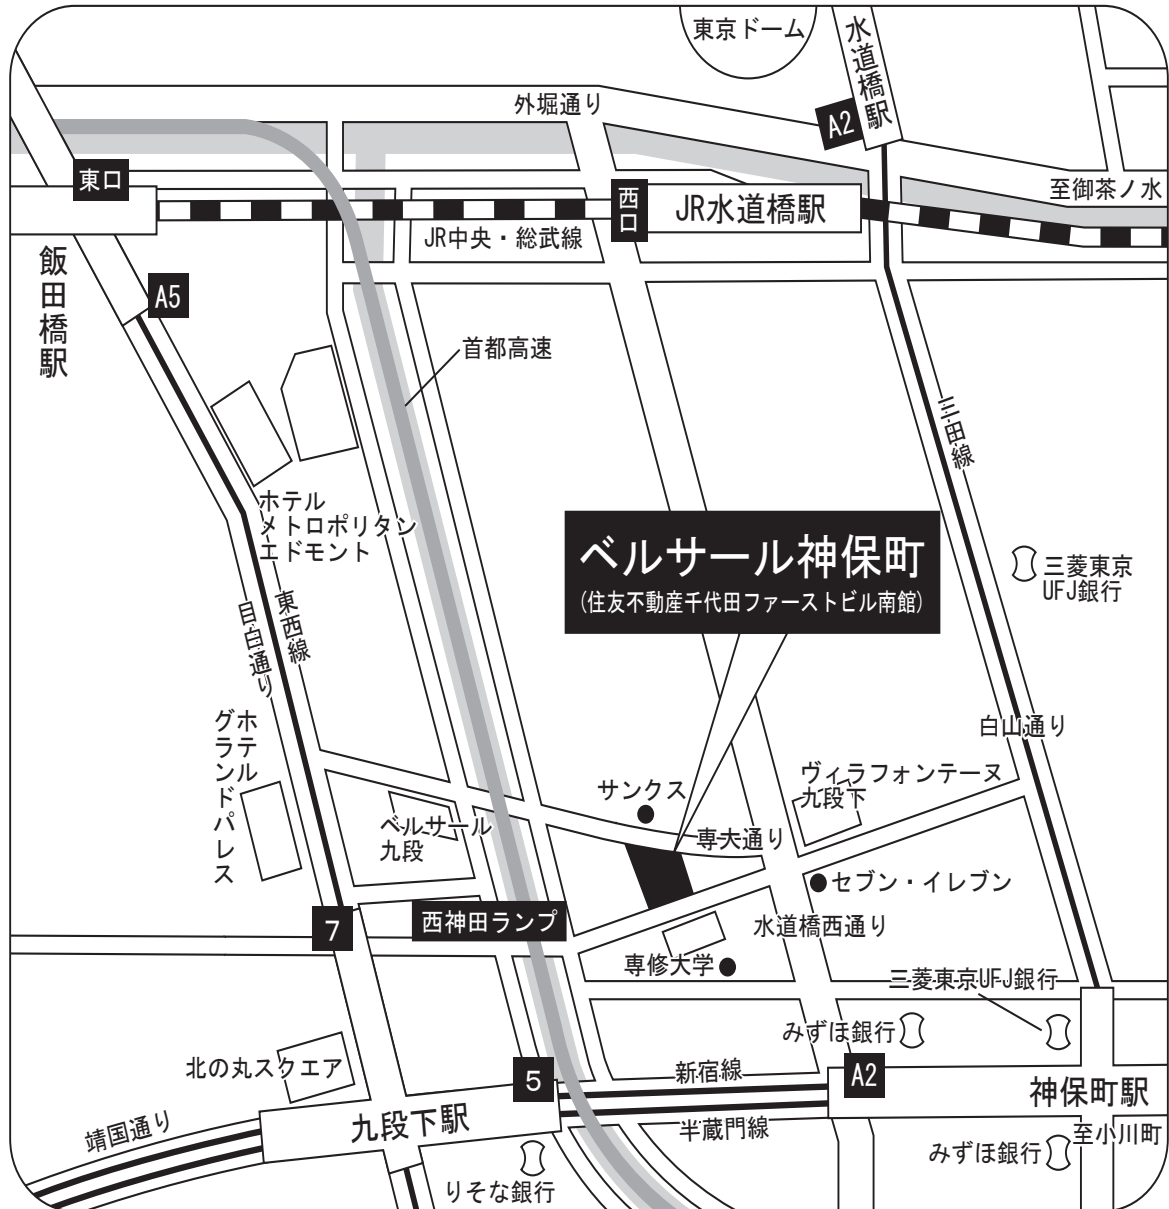 東京ドーム
水道橋駅
外堀通り
A2
東口
至御茶ノ水
西口
JR水道橋駅
JR中央・総武線
飯田橋駅
A5
首都高速
三田線
ホテル
メトロポリタン
エドモント
ベルサール神保町
(住友不動産千代田ファーストビル南館)
三菱東京
UFJ銀行
東西線
目白通り
ホテル
グランドパレス
白山通り
サンクス
ヴィラフォンテーヌ
九段下
ベルサール
九段
専大通り
セブン・イレブン
7
西神田ランプ
水道橋西通り
専修大学
三菱東京UFJ銀行
みずほ銀行
北の丸スクエア
5
新宿線
A2
神保町駅
靖国通り
九段下駅
半蔵門線
至小川町
みずほ銀行
りそな銀行